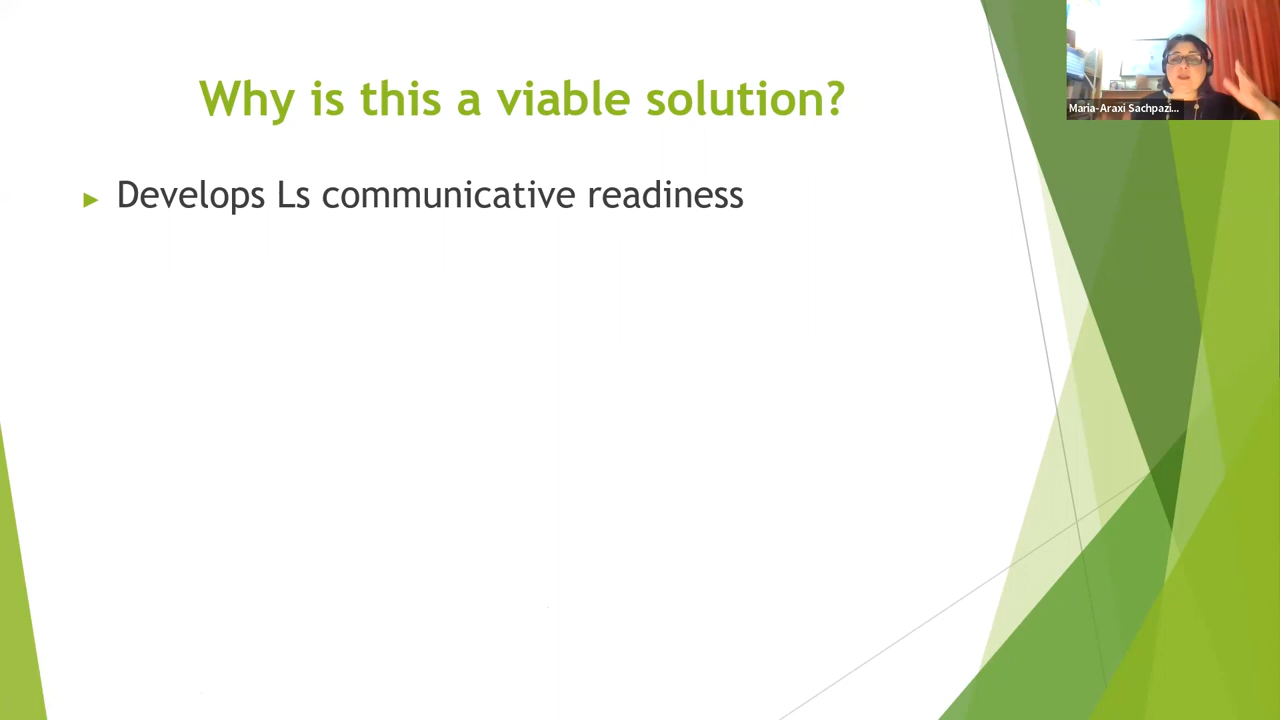 Why is this a viable solution?
Develops Ls communicative readiness
Maria-Araxi Sachpazi...